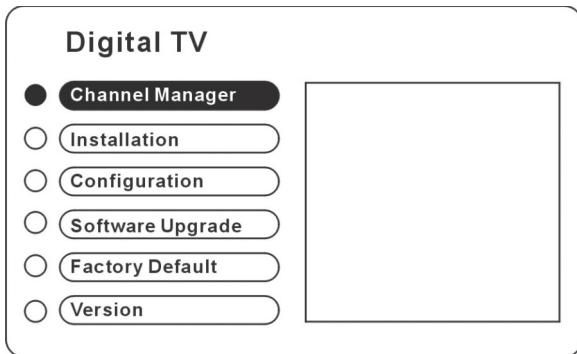 Digital TV
Channel Manager
Installation
Configuration
Software Upgrade
Factory Default
Version